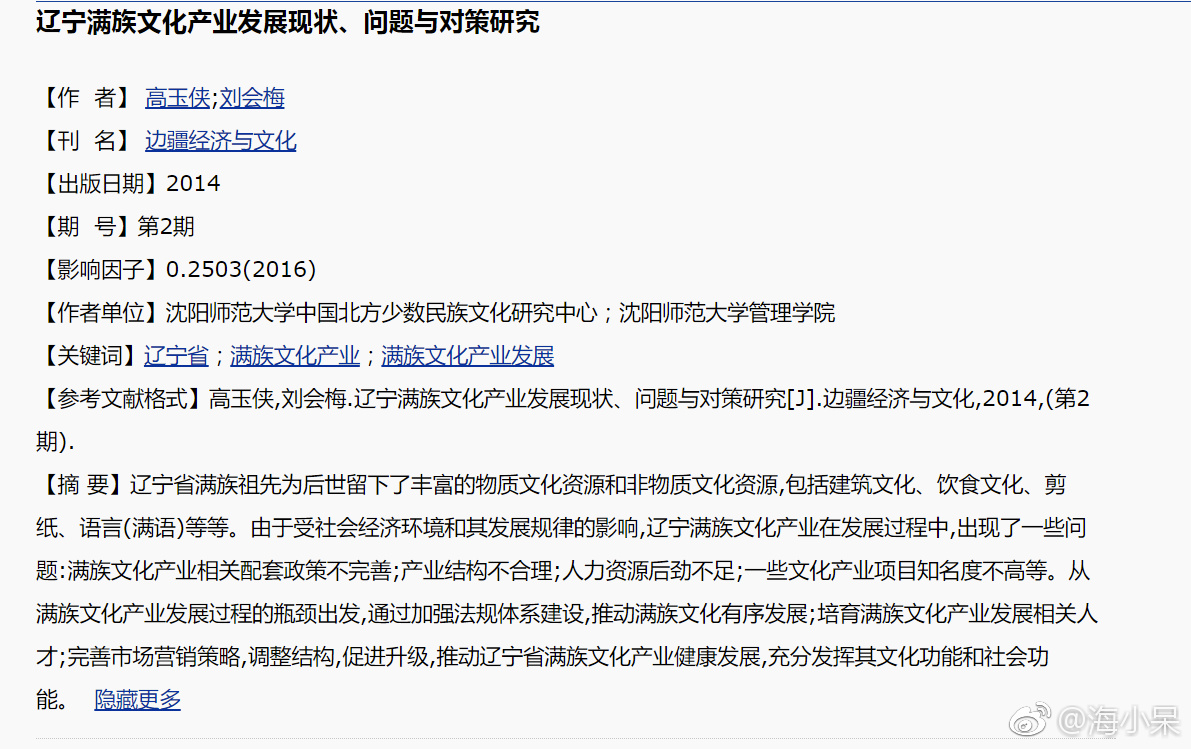 辽宁满族文化产业发展现状、问题与对策研究
【作 者】 高玉侠;刘会梅
【刊 名】 边疆经济与文化
【出版日期】2014
【期 号】第2期
【影响因子】0.2503(2016)
【作者单位】沈阳师范大学中国北方少数民族文化研究中心；沈阳师范大学管理学院
【关键词】辽宁省；满族文化产业；满族文化产业发展
【参考文献格式】高玉侠,刘会梅.辽宁满族文化产业发展现状、问题与对策研究[J].边疆经济与文化,2014,(第2
期).
【摘 要】辽宁省满族祖先为后世留下了丰富的物质文化资源和非物质文化资源,包括建筑文化、饮食文化、剪
纸、语言(满语)等等。由于受社会经济环境和其发展规律的影响,辽宁满族文化产业在发展过程中,出现了一些问
题:满族文化产业相关配套政策不完善;产业结构不合理;人力资源后劲不足;一些文化产业项目知名度不高等。从
满族文化产业发展过程的瓶颈出发,通过加强法规体系建设,推动满族文化有序发展;培育满族文化产业发展相关人
才;完善市场营销策略,调整结构,促进升级,推动辽宁省满族文化产业健康发展,充分发挥其文化功能和社会功
能。 隐藏更多
@海小呆